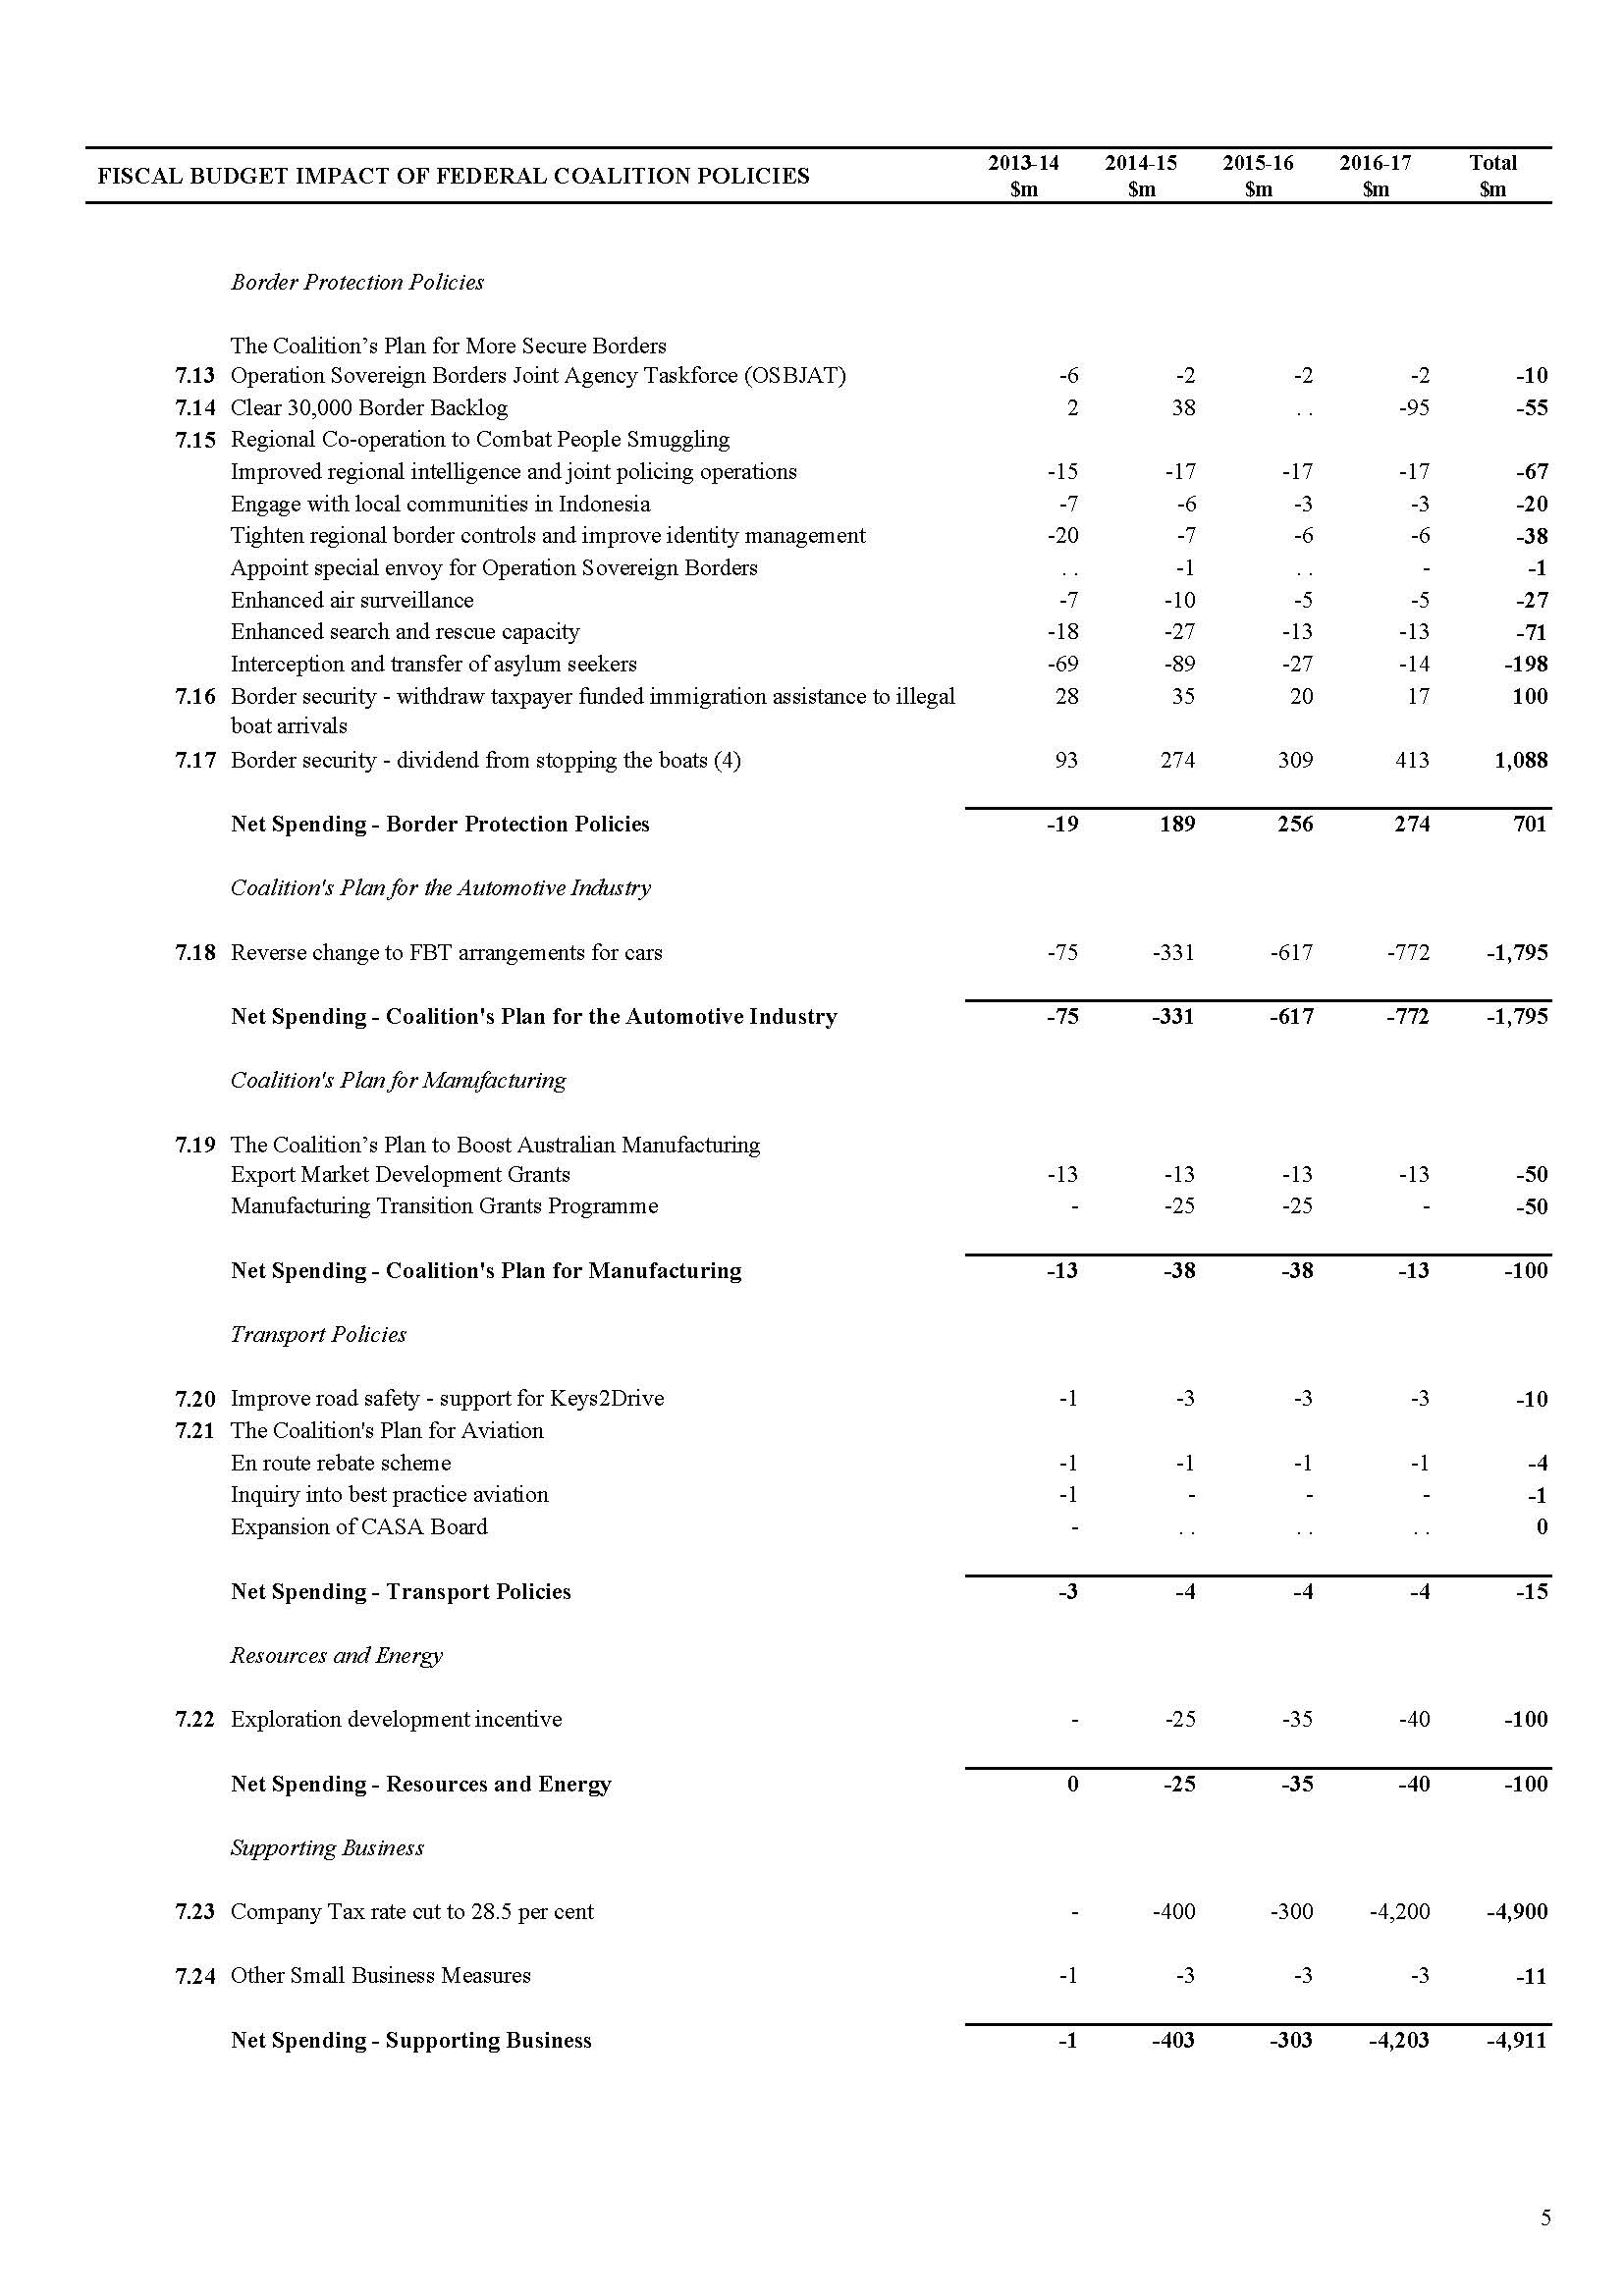 FISCAL BUDGET IMPACT OF FEDERAL COALITION POLICIES 2013-14 2014-15 2015-16 2016-17 Total
$m $m $m $m $m
Border Protection Policies
The Coalition’s Plan for More Secure Borders
7.13 Operation Sovereign Borders Joint Agency Taskforce (OSBJAT) -6 -2 -2 -2 -10
7.14 Clear 30,000 Border Backlog 2 38 . . -95 -55
7.15 Regional Co-operation to Combat People Smuggling
Improved regional intelligence and joint policing operations -15 -17 -17 -17 -67
Engage with local communities in Indonesia -7 -6 -3 -3 -20
Tighten regional border controls and improve identity management -20 -7 -6 -6 -38
Appoint special envoy for Operation Sovereign Borders . . -1 . . - -1
Enhanced air surveillance -7 -10 -5 -5 -27
Enhanced search and rescue capacity -18 -27 -13 -13 -71
Interception and transfer of asylum seekers -69 -89 -27 -14 -198
7.16 Border security - withdraw taxpayer funded immigration assistance to illegal 28 35 20 17 100
boat arrivals
7.17 Border security - dividend from stopping the boats (4) 93 274 309 413 1,088
Net Spending - Border Protection Policies -19 189 256 274 701
Coalition's Plan for the Automotive Industry
7.18 Reverse change to FBT arrangements for cars -75 -331 -617 -772 -1,795
Net Spending - Coalition's Plan for the Automotive Industry -75 -331 -617 -772 -1,795
Coalition's Plan for Manufacturing
7.19 The Coalition’s Plan to Boost Australian Manufacturing
Export Market Development Grants -13 -13 -13 -13 -50
Manufacturing Transition Grants Programme - -25 -25 - -50
Net Spending - Coalition's Plan for Manufacturing -13 -38 -38 -13 -100
Transport Policies
7.20 Improve road safety - support for Keys2Drive -1 -3 -3 -3 -10
7.21 The Coalition's Plan for Aviation
En route rebate scheme -1 -1 -1 -1 -4
Inquiry into best practice aviation -1 - - - -1
Expansion of CASA Board - . . . . . . 0
Net Spending - Transport Policies -3 -4 -4 -4 -15
Resources and Energy
7.22 Exploration development incentive - -25 -35 -40 -100
Net Spending - Resources and Energy 0 -25 -35 -40 -100
Supporting Business
7.23 Company Tax rate cut to 28.5 per cent - -400 -300 -4,200 -4,900
7.24 Other Small Business Measures -1 -3 -3 -3 -11
Net Spending - Supporting Business -1 -403 -303 -4,203 -4,911
5